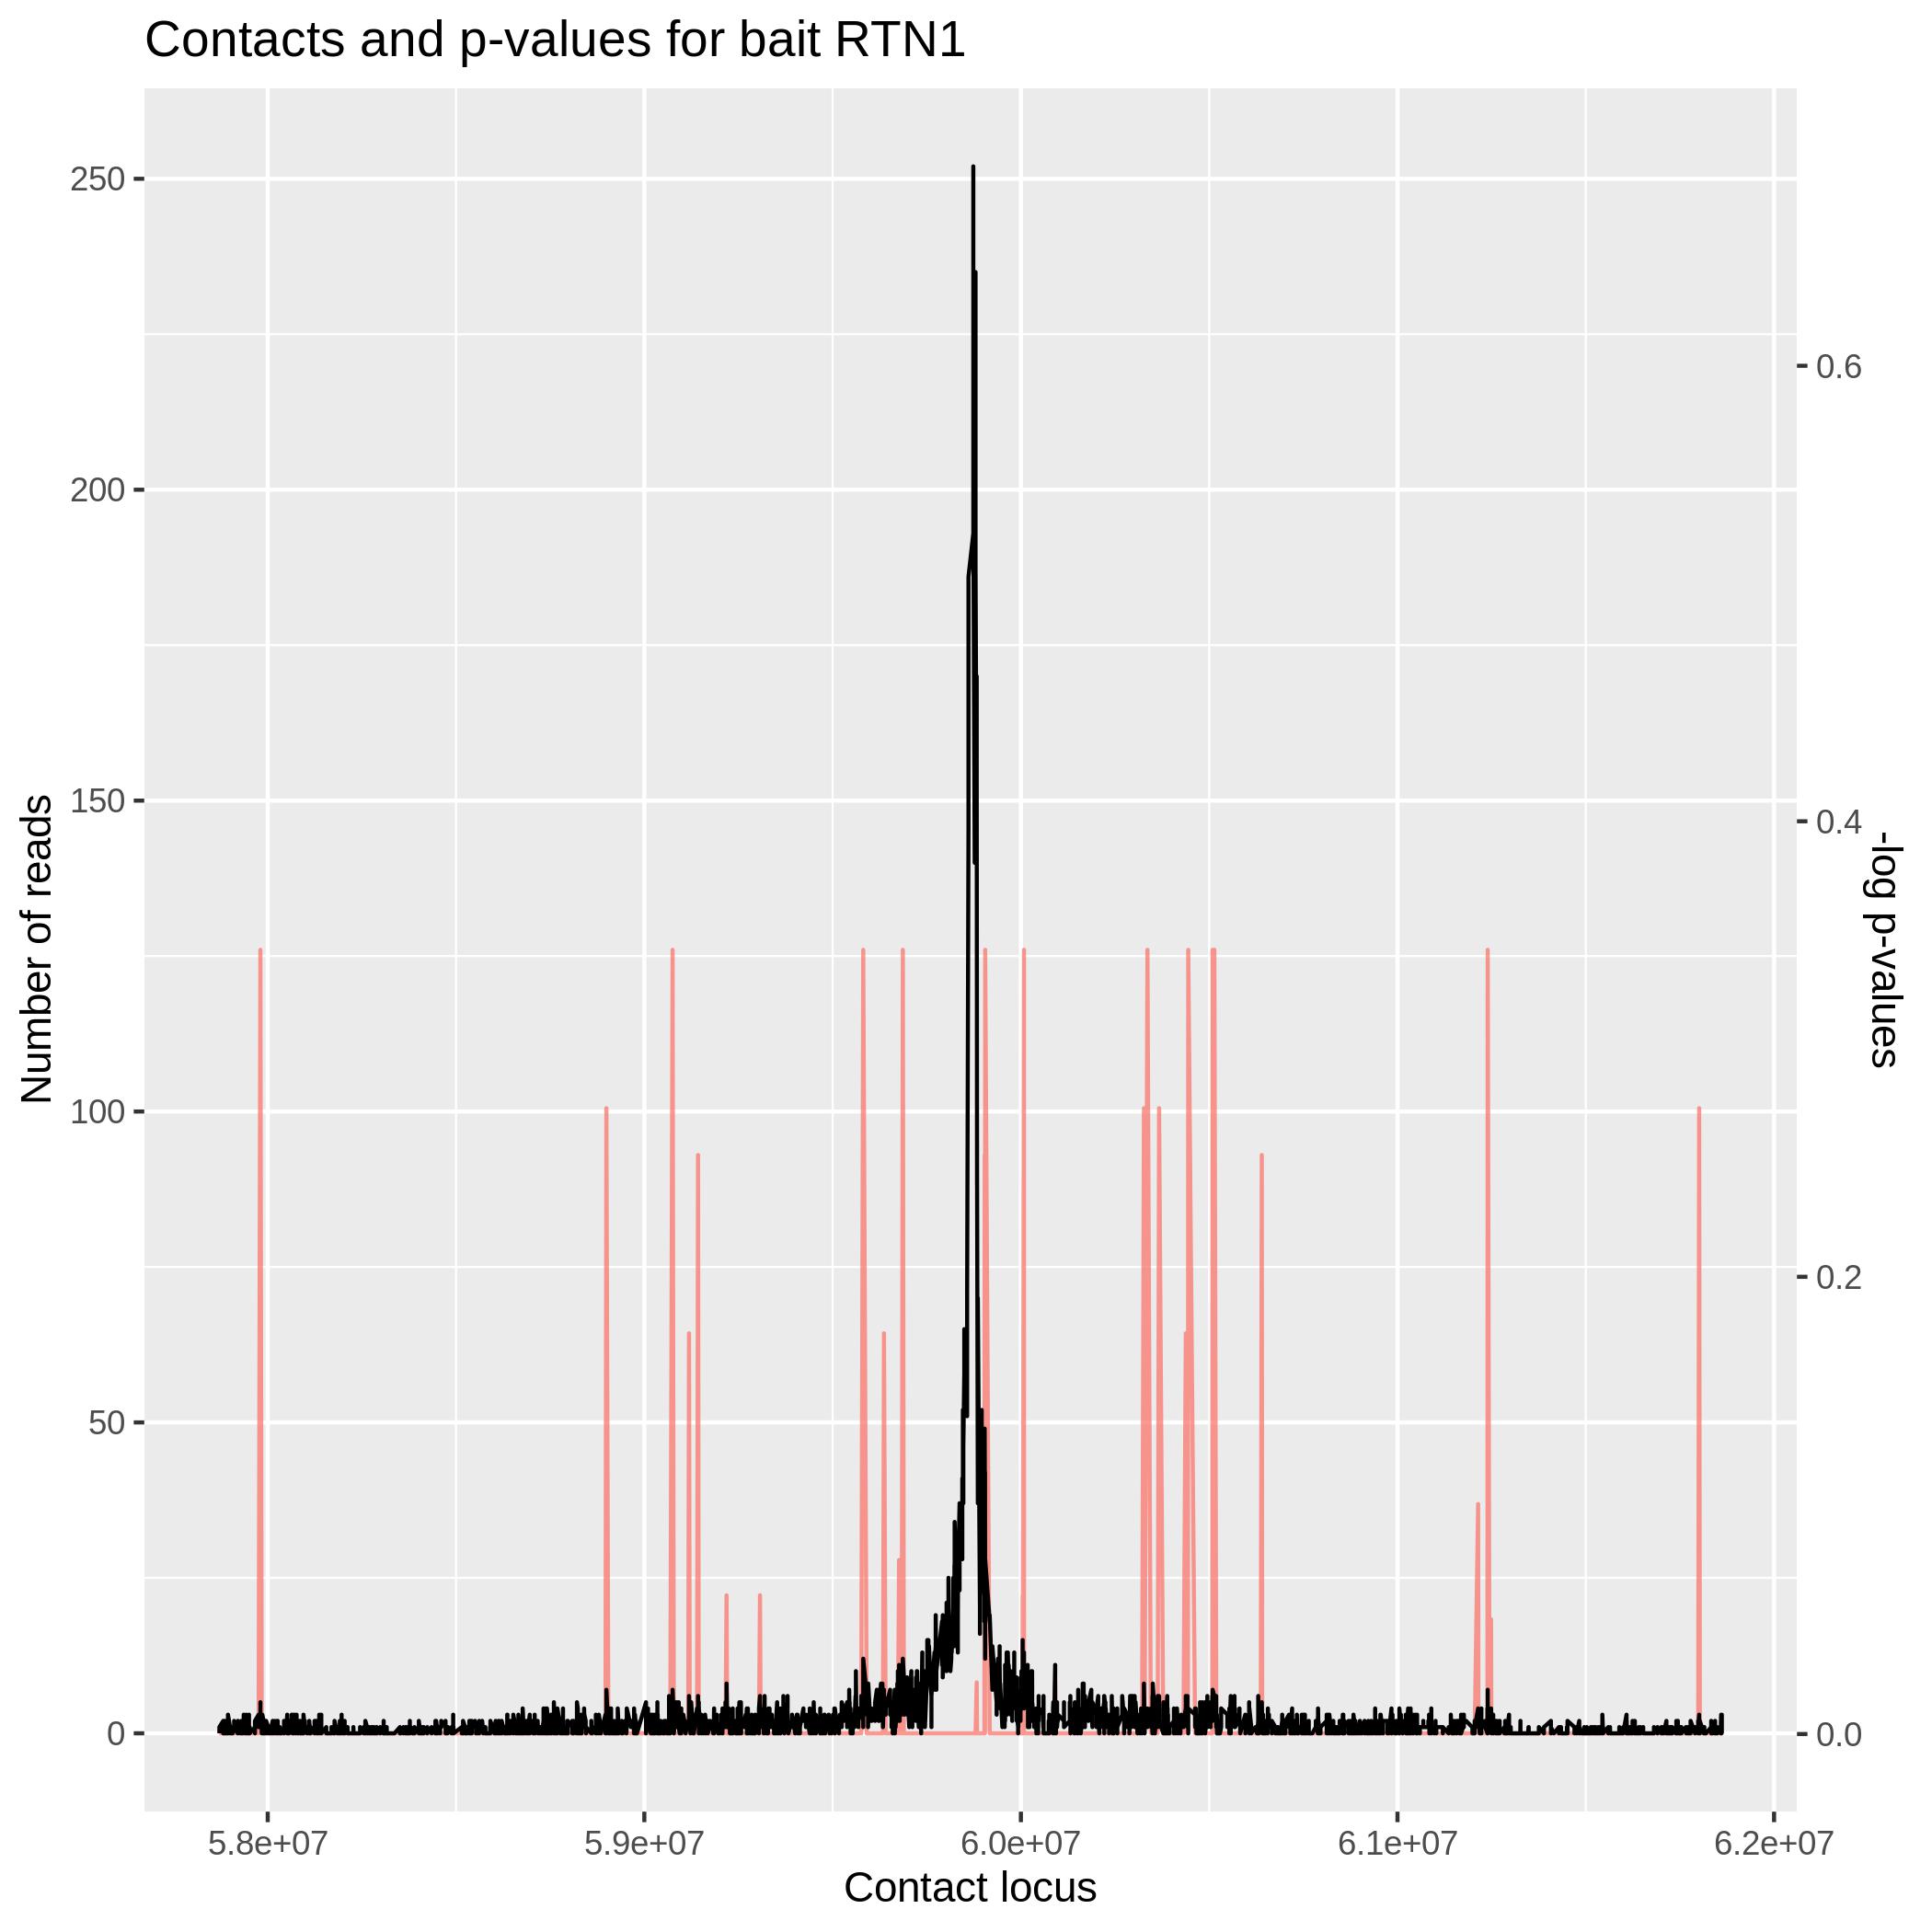 Contacts and p-values for bait RTN1
Number of reads
250
200
150
100
50
0
0.6
0.4
0.2
0.0
-log p-values
5.8e+07 5.9e+07 6.0e+07 6.1e+07 6.2e+07
Contact locus